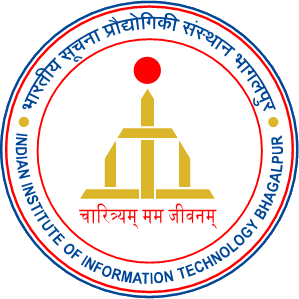 भारतीय सूचना प्रौद्योगिकी संस्थान भागलपुर
चारित्र्यम् मम जीवनम्
INDIAN INSTITUTE OF INFORMATION TECHNOLOGY BHAGALPUR